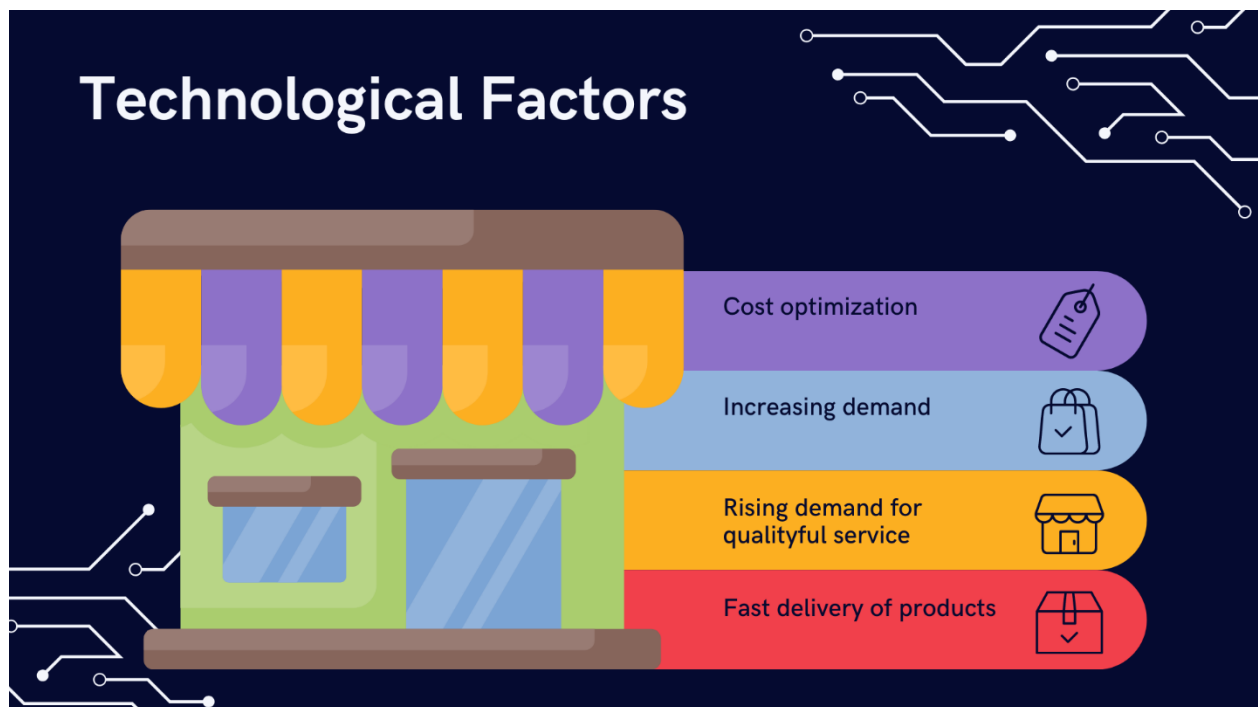 Technological Factors
Cost optimization
Increasing demand
Rising demand for
qualityful service
Fast delivery of products